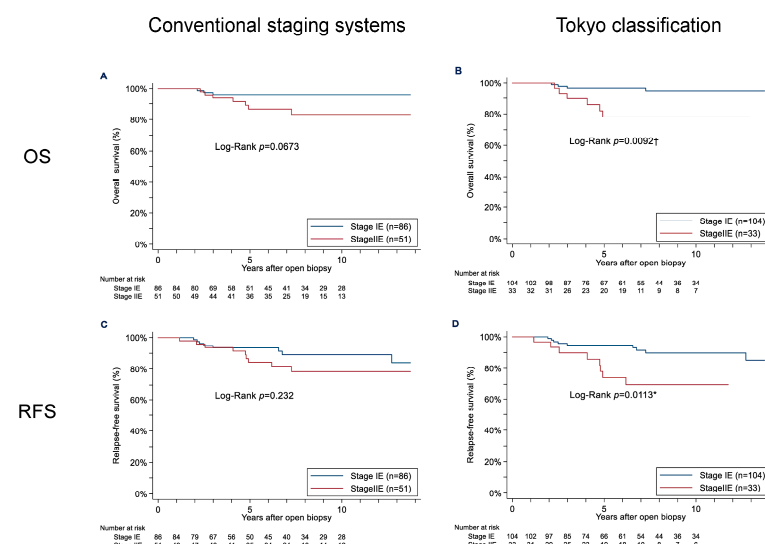 Conventional staging systems
Tokyo classification
OS
A
Overall survival (%)
100%
80%
60%
40%
20%
0%
Log-Rank p=0.0673
Stage IE (n=86)
StageIIE (n=51)
0 5 10
Years after open biopsy
Number at risk
Stage IE 86 84 80 69 58 51 45 41 34 29 28
Stage IIE 51 50 49 44 41 36 35 25 19 15 13
B
Overall survival (%)
100%
80%
60%
40%
20%
0%
Log-Rank p=0.0092†
Stage IE (n=104)
StageIIE (n=33)
0 5 10
Years after open biopsy
Number at risk
Stage IE 104 102 98 87 76 67 61 55 44 36 34
Stage IIE 33 32 31 26 23 20 19 11 9 8 7
RFS
C
Relapse-free survival (%)
100%
80%
60%
40%
20%
0%
Log-Rank p=0.232
Stage IE (n=86)
StageIIE (n=51)
0 5 10
Years after open biopsy
Number at risk
Stage IE 86 84 79 67 56 50 45 40 34 29 28
D
Relapse-free survival (%)
100%
80%
60%
40%
20%
0%
Log-Rank p=0.0113*
Stage IE (n=104)
StageIIE (n=33)
0 5 10
Years after open biopsy
Number at risk
Stage IE 104 102 97 85 74 66 61 54 44 36 34